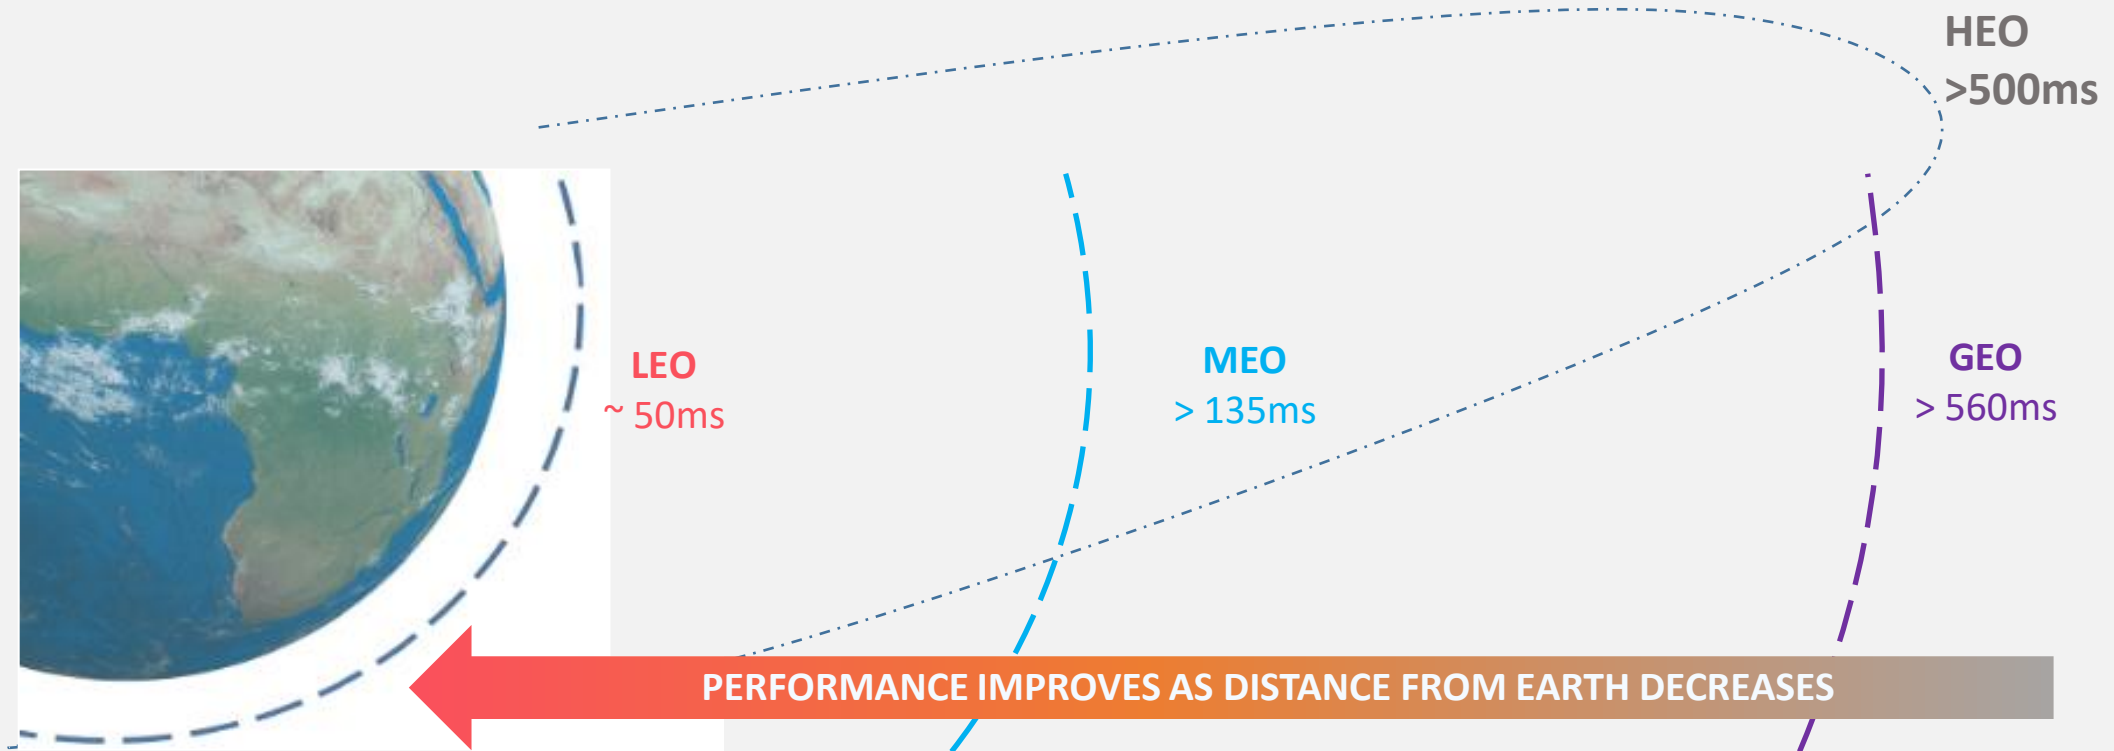 HEO
>500ms
LEO
~ 50ms
MEO
> 135ms
GEO
> 560ms
PERFORMANCE IMPROVES AS DISTANCE FROM EARTH DECREASES